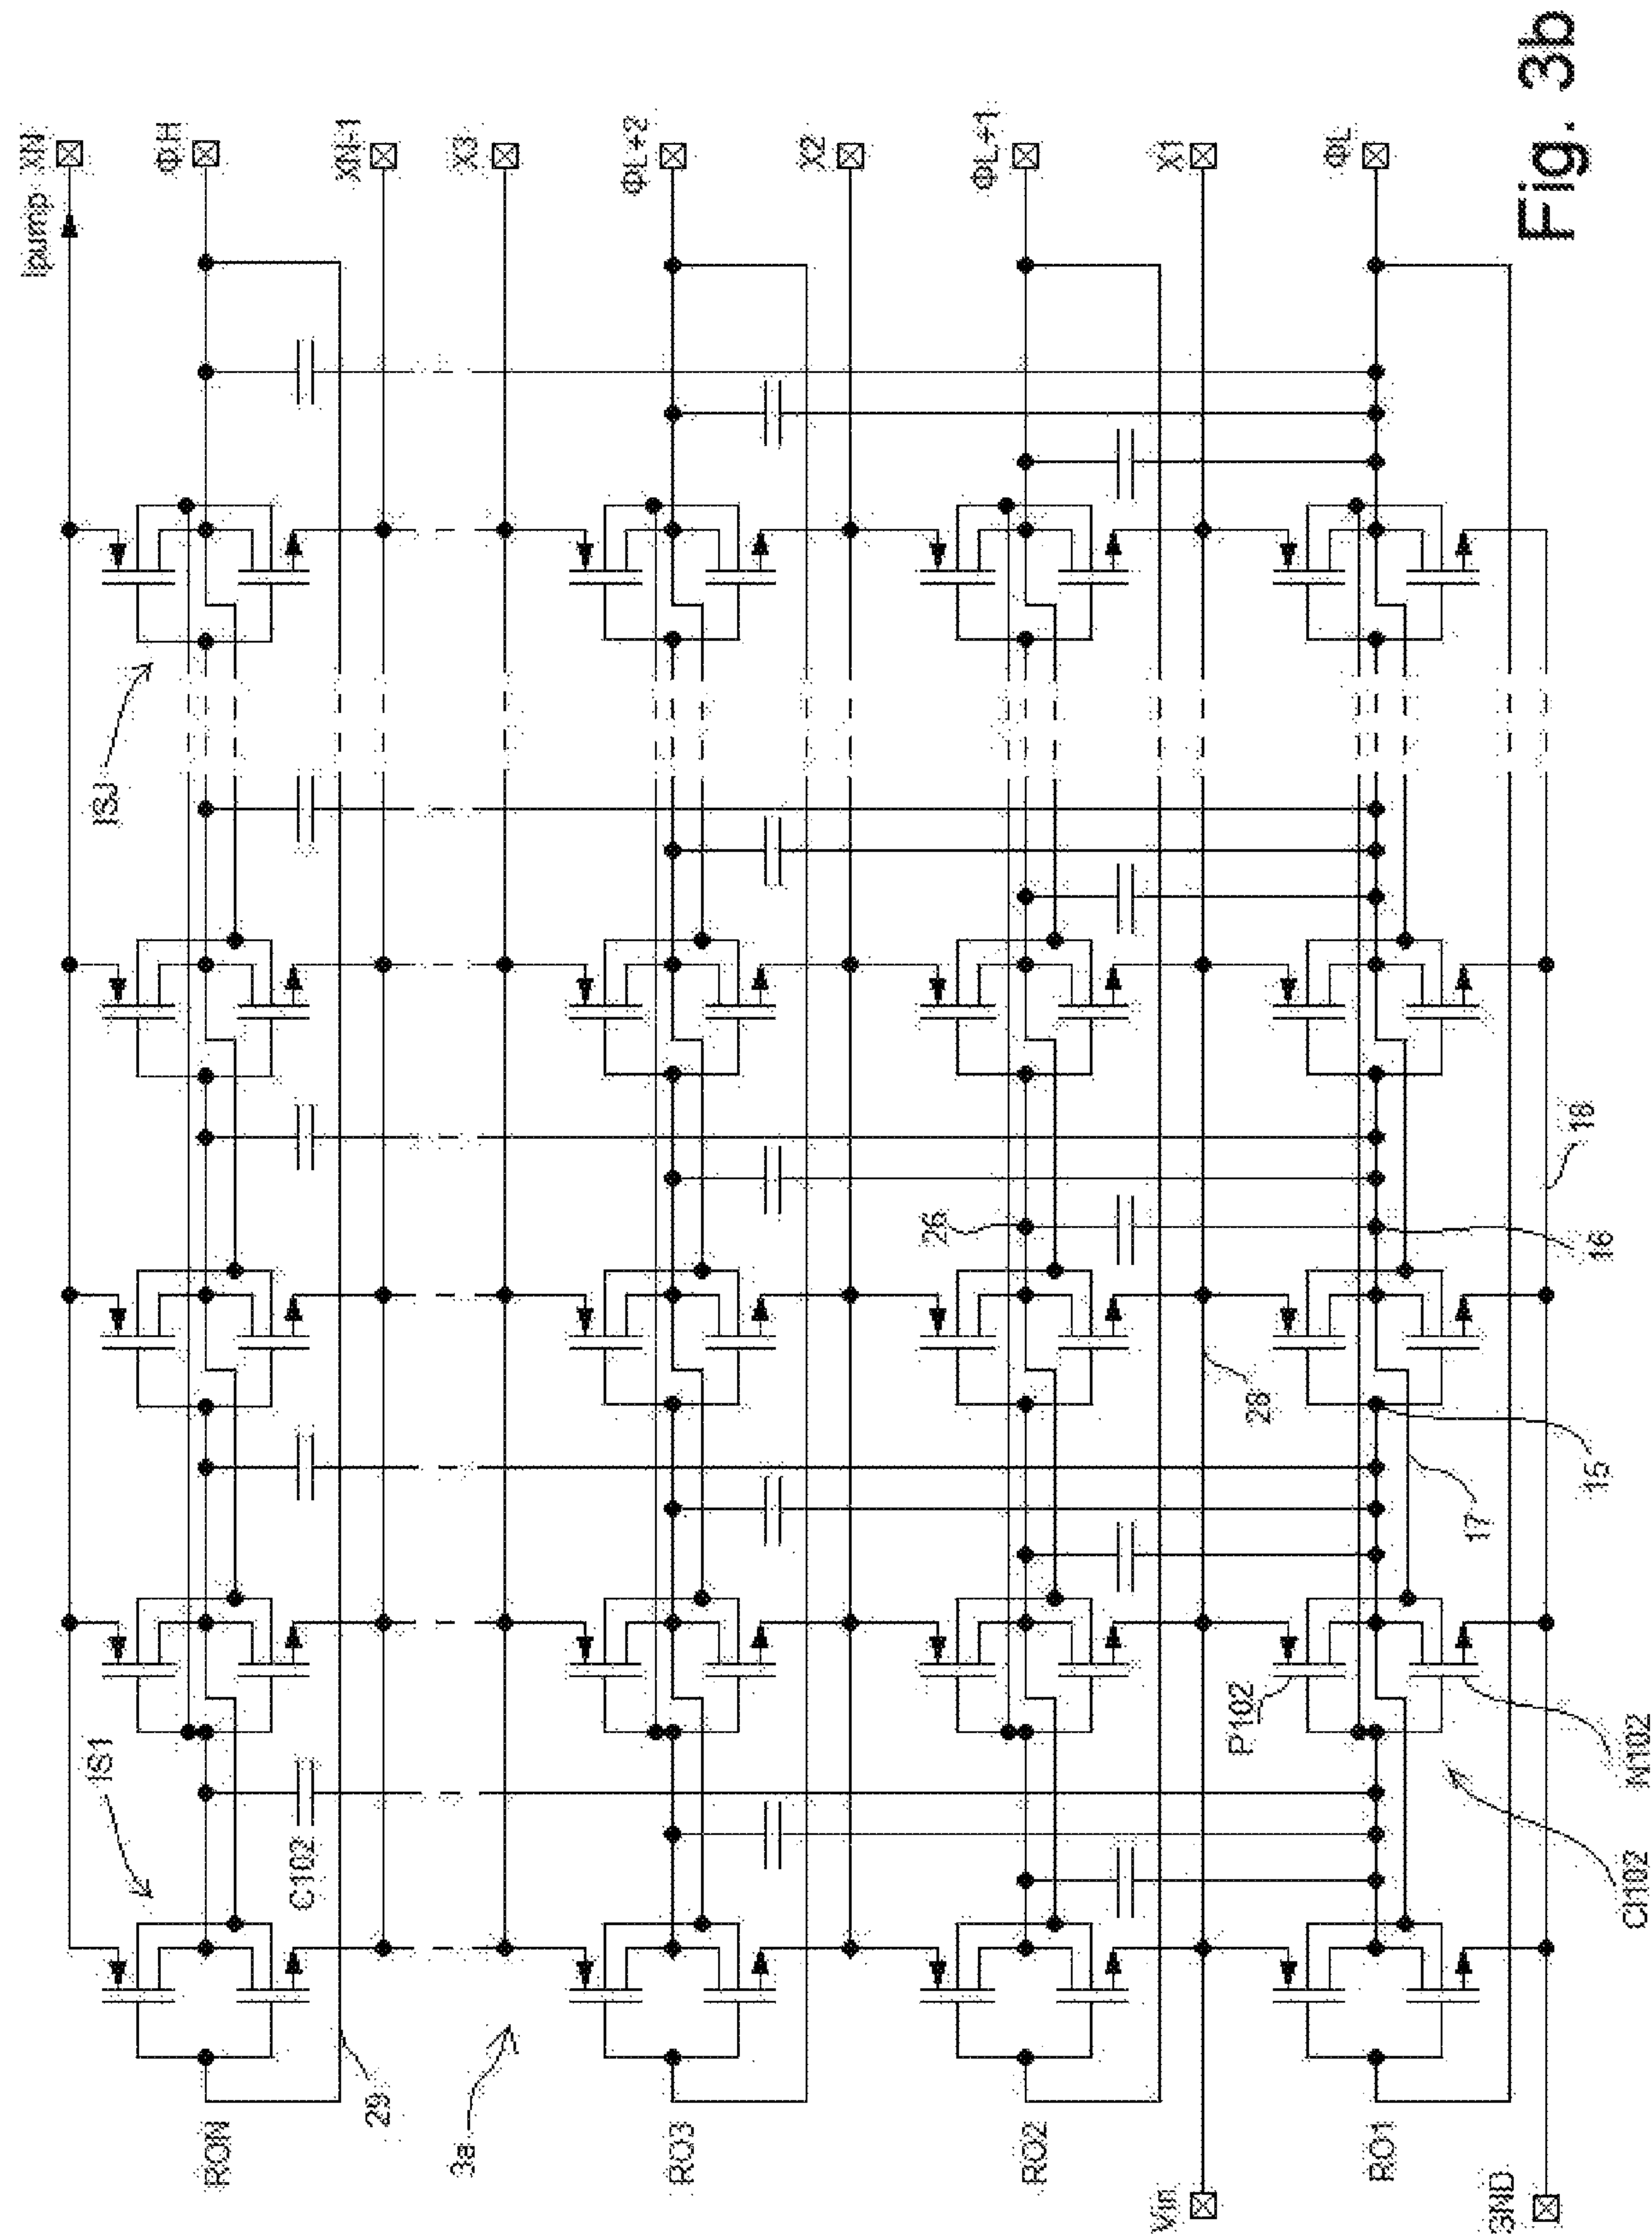 Ipump XN
ΦH
XN-1
X3
ΦL+2
X2
ΦL+1
X1
ΦL
Fig. 3b
ISJ
IS1
C102
29
3a
26
28
18
16
15
17
P102
N102
CI102
RON
RO3
RO2
RO1
Vin
GND